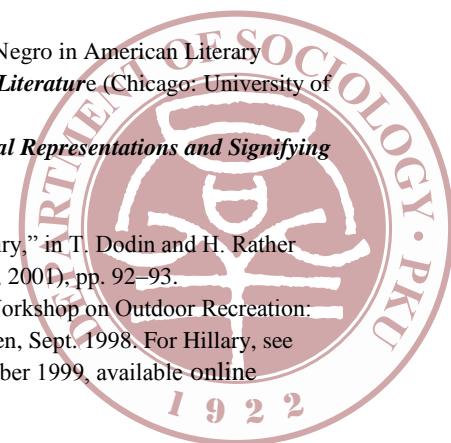 Negro in American Literary
Literature (Chicago: University of
al Representations and Signifying
ry,” in T. Dodin and H. Rather
, 2001), pp. 92–93.
Workshop on Outdoor Recreation:
en, Sept. 1998. For Hillary, see
ber 1999, available online
DEPARTMENT OF SOCIOLOGY · PKU
1922